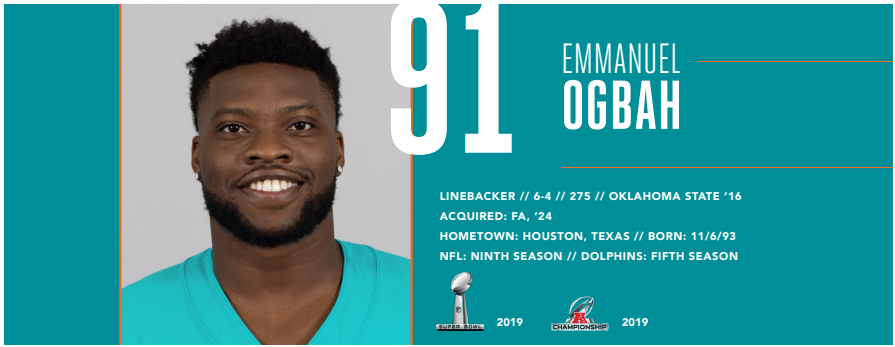 91
EMMANUEL
OGBAH
LINEBACKER // 6-4 // 275 // OKLAHOMA STATE ’16
ACQUIRED: FA, ‘24
HOMETOWN: HOUSTON, TEXAS // BORN: 11/6/93
NFL: NINTH SEASON // DOLPHINS: FIFTH SEASON
SUPER BOWL 2019 CHAMPIONSHIP 2019